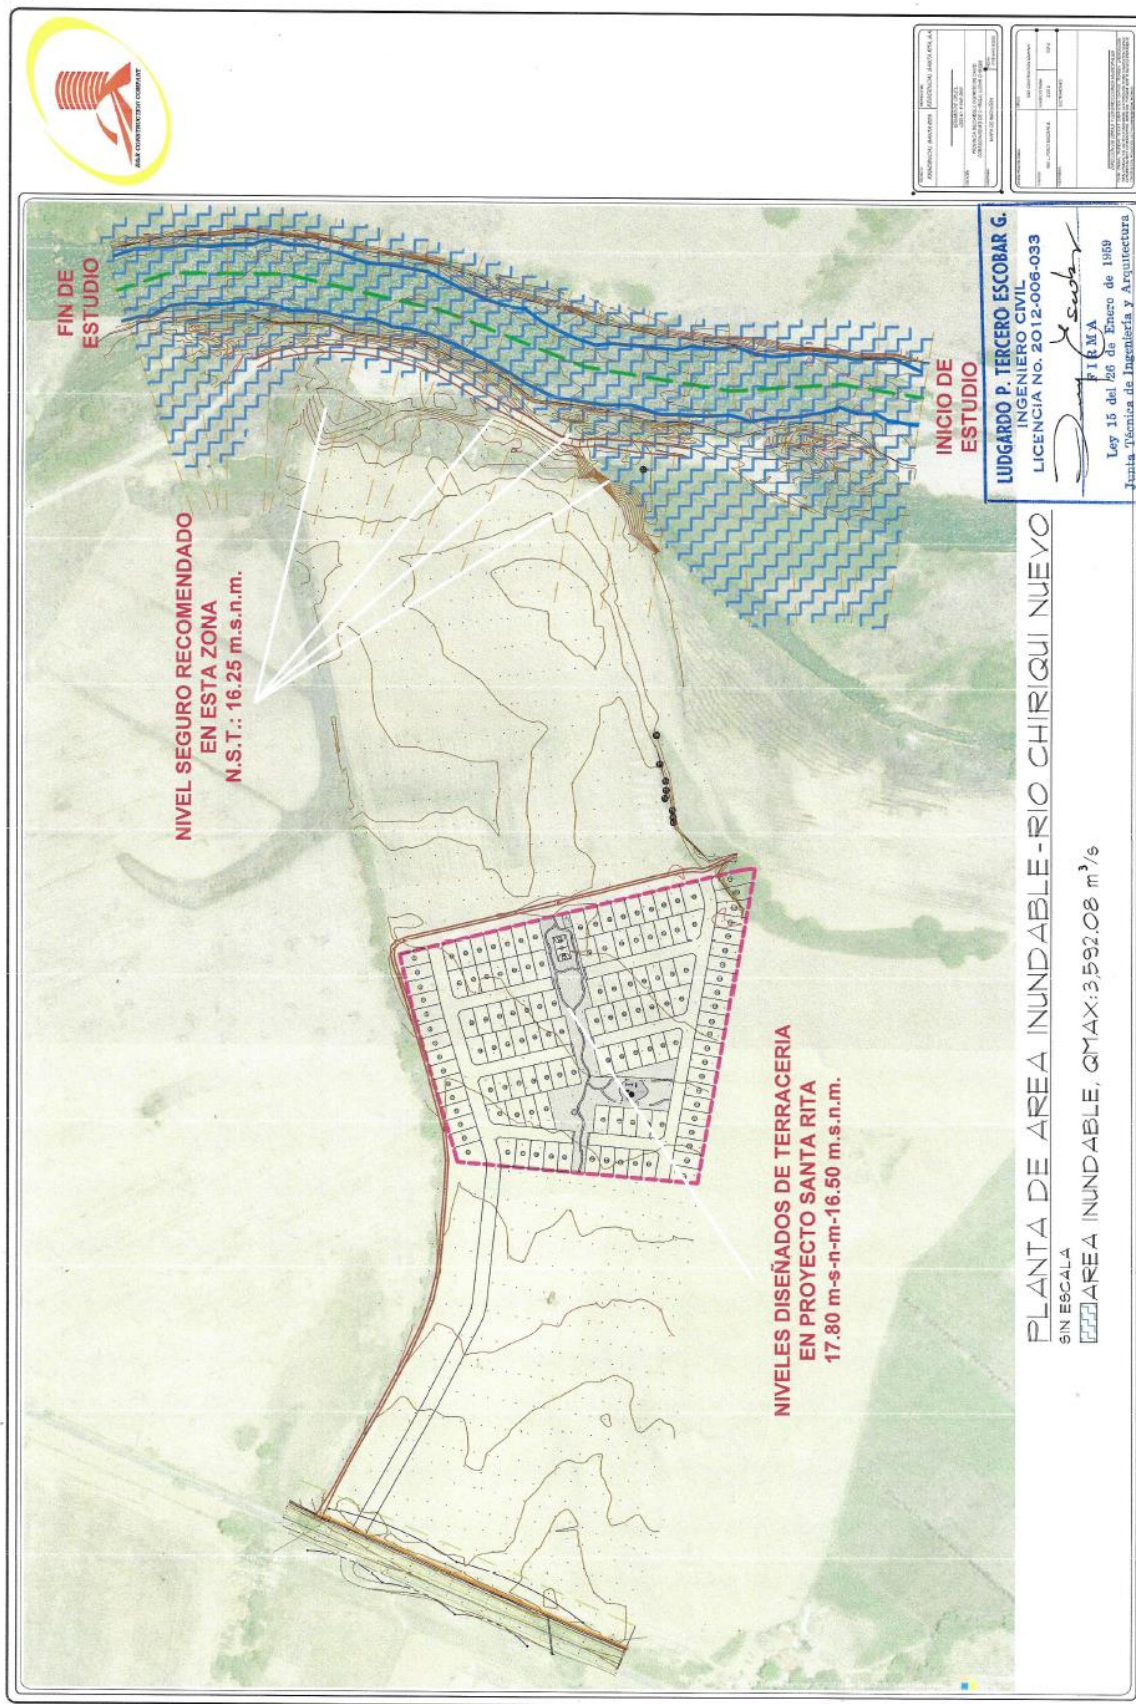 R&R CONSTRUCTION COMPANY
FIN DE
ESTUDIO
NIVEL SEGURO RECOMENDADO
EN ESTA ZONA
N.S.T.: 16.25 m.s.n.m.
INICIO DE
ESTUDIO
NIVELES DISEÑADOS DE TERRACERIA
EN PROYECTO SANTA RITA
17.80 m-s-n-m-16.50 m.s.n.m.
PLANTA DE AREA INUNDABLE-RIO CHIRIQUI NUEVO
SIN ESCALA
AREA INUNDABLE, QMAX:3,592.08 m³/s
LUDGARDO P. TERCERO ESCOBAR G.
INGENIERO CIVIL
LICENCIA No. 2012-006-033
FIRMA
Ley 15 del 26 de Enero de 1959
Junta Técnica de Ingeniería y Arquitectura